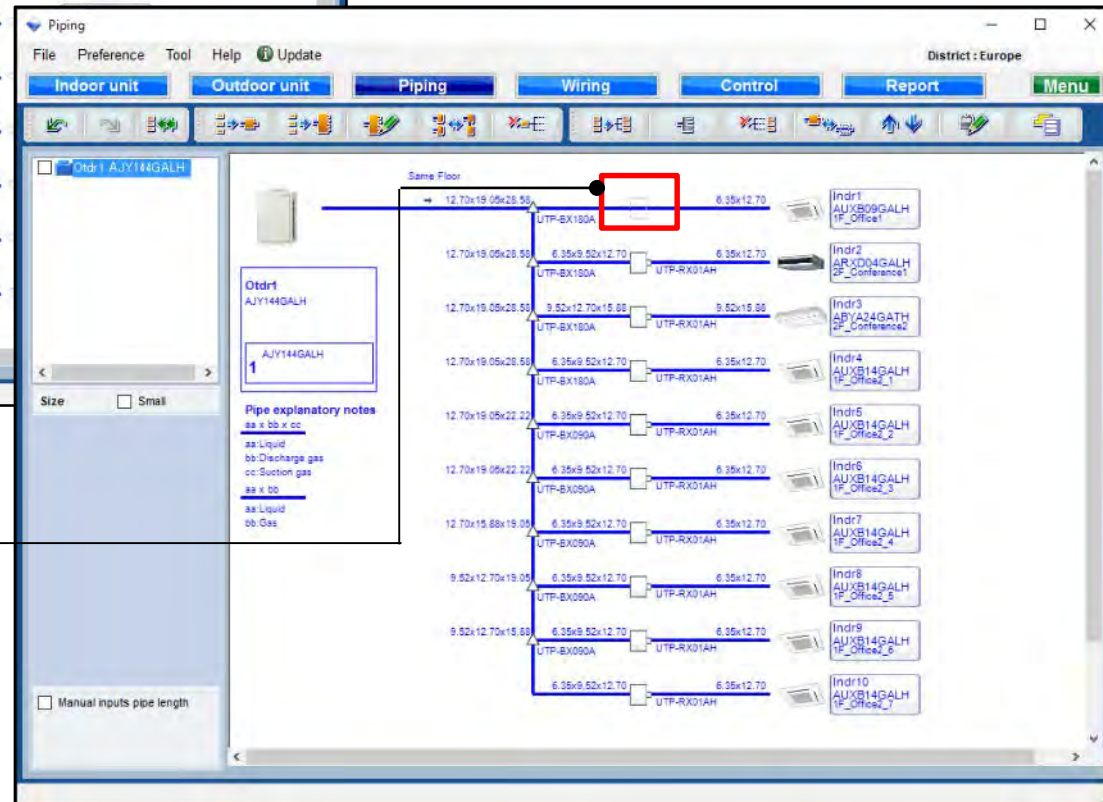 Piping
File Preference Tool Help Update
District : Europe
Indoor unit Outdoor unit Piping Wiring Control Report Menu
Otdr1 AJY144GALH
Size Small
Manual inputs pipe length
Otdr1
AJY144GALH
AJY144GALH
1
Pipe explanatory notes
aa x bb x cc
aa:Liquid
bb:Discharge gas
cc:Suction gas
aa x bb
aa:Liquid
bb:Gas
Same Floor
12.70x19.05x28.58 6.35x12.70 Indr1
UTP-BX180A AUXB09GALH
1F_Office1
12.70x19.05x28.58 6.35x9.52x12.70 6.35x12.70 Indr2
UTP-BX180A UTP-RX01AH ARXD04GALH
2F_Conference1
12.70x19.05x28.58 9.52x12.70x15.88 9.52x15.88 Indr3
UTP-BX180A UTP-RX01AH ABYA24GATH
2F_Conference2
12.70x19.05x28.58 6.35x9.52x12.70 6.35x12.70 Indr4
UTP-BX180A UTP-RX01AH AUXB14GALH
1F_Office2_1
12.70x19.05x22.22 6.35x9.52x12.70 6.35x12.70 Indr5
UTP-BX090A UTP-RX01AH AUXB14GALH
1F_Office2_2
12.70x19.05x22.22 6.35x9.52x12.70 6.35x12.70 Indr6
UTP-BX090A UTP-RX01AH AUXB14GALH
1F_Office2_3
12.70x15.88x19.05 6.35x9.52x12.70 6.35x12.70 Indr7
UTP-BX090A UTP-RX01AH AUXB14GALH
1F_Office2_4
9.52x12.70x19.05 6.35x9.52x12.70 6.35x12.70 Indr8
UTP-BX090A UTP-RX01AH AUXB14GALH
1F_Office2_5
9.52x12.70x15.88 6.35x9.52x12.70 6.35x12.70 Indr9
UTP-BX090A UTP-RX01AH AUXB14GALH
1F_Office2_6
6.35x9.52x12.70 6.35x12.70 Indr10
UTP-RX01AH AUXB14GALH
1F_Office2_7